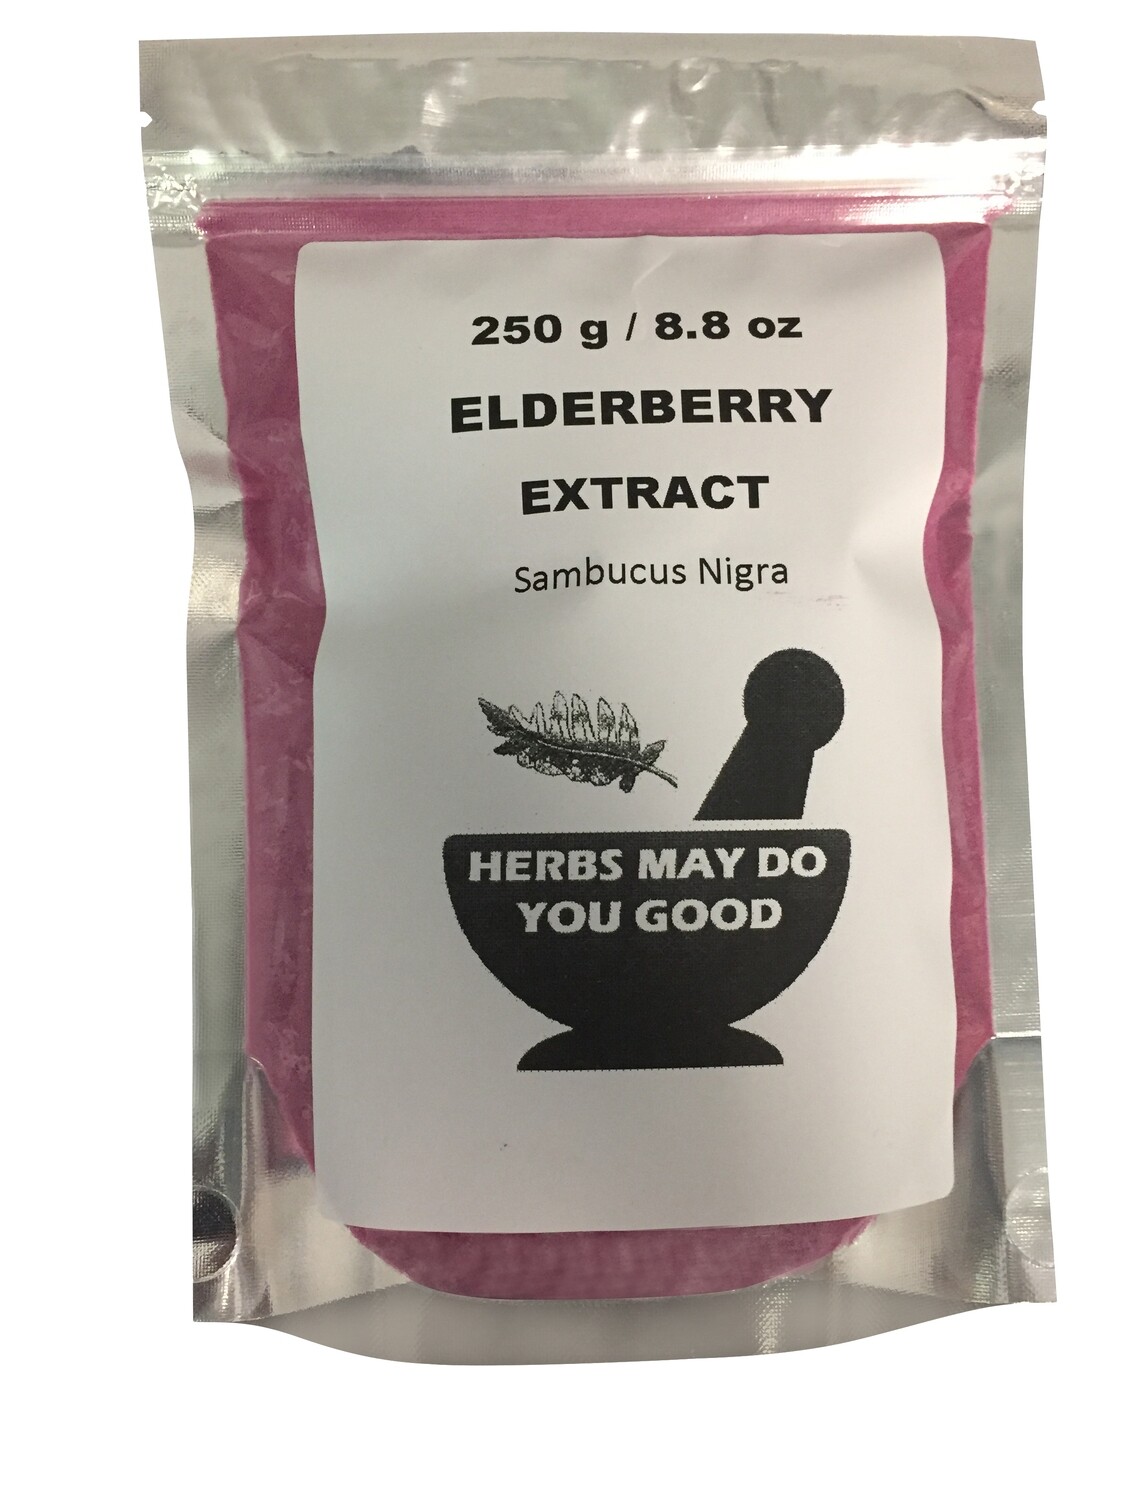 250 g / 8.8 oz
ELDERBERRY
EXTRACT
Sambucus Nigra
HERBS MAY DO
YOU GOOD